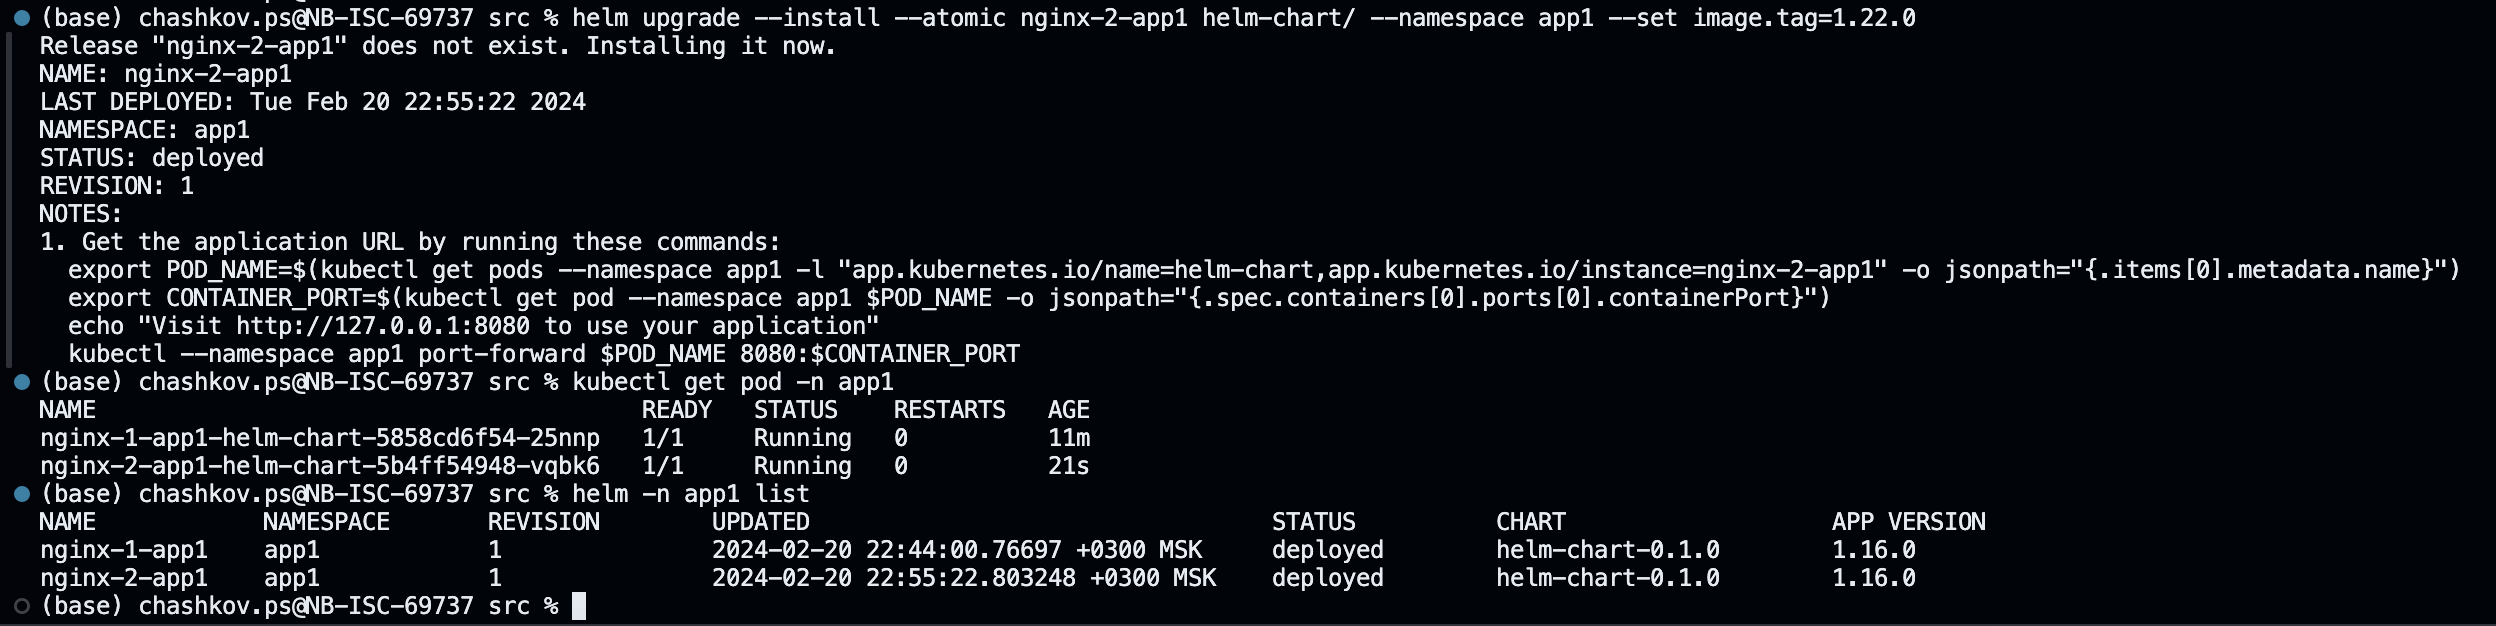 (base) chashkov.ps@NB-ISC-69737 src % helm upgrade --install --atomic nginx-2-app1 helm-chart/ --namespace app1 --set image.tag=1.22.0
Release "nginx-2-app1" does not exist. Installing it now.
NAME: nginx-2-app1
LAST DEPLOYED: Tue Feb 20 22:55:22 2024
NAMESPACE: app1
STATUS: deployed
REVISION: 1
NOTES:
1. Get the application URL by running these commands:
  export POD_NAME=$(kubectl get pods --namespace app1 -l "app.kubernetes.io/name=helm-chart,app.kubernetes.io/instance=nginx-2-app1" -o jsonpath="{.items[0].metadata.name}")
  export CONTAINER_PORT=$(kubectl get pod --namespace app1 $POD_NAME -o jsonpath="{.spec.containers[0].ports[0].containerPort}")
  echo "Visit http://127.0.0.1:8080 to use your application"
  kubectl --namespace app1 port-forward $POD_NAME 8080:$CONTAINER_PORT
(base) chashkov.ps@NB-ISC-69737 src % kubectl get pod -n app1
NAME                                       READY   STATUS    RESTARTS   AGE
nginx-1-app1-helm-chart-5858cd6f54-25nnp   1/1     Running   0          11m
nginx-2-app1-helm-chart-5b4ff54948-vqbk6   1/1     Running   0          21s
(base) chashkov.ps@NB-ISC-69737 src % helm -n app1 list
NAME            NAMESPACE       REVISION        UPDATED                                 STATUS          CHART                   APP VERSION
nginx-1-app1    app1            1               2024-02-20 22:44:00.76697 +0300 MSK     deployed        helm-chart-0.1.0        1.16.0
nginx-2-app1    app1            1               2024-02-20 22:55:22.803248 +0300 MSK    deployed        helm-chart-0.1.0        1.16.0
(base) chashkov.ps@NB-ISC-69737 src %